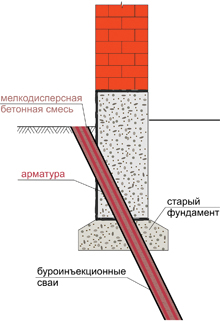 мелкодисперсная
бетонная смесь
арматура
старый
фундамент
буроинъекционные
сваи